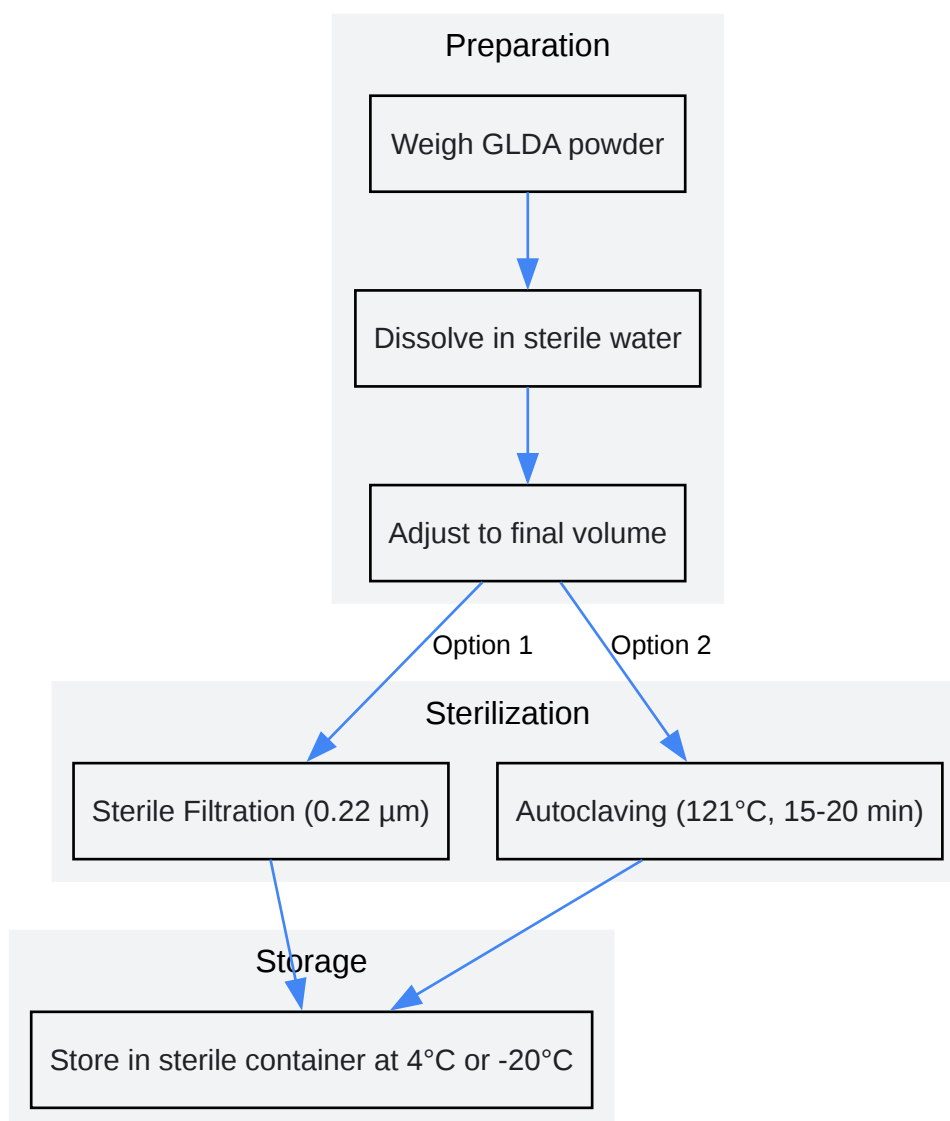 Preparation
Weigh GLDA powder
Dissolve in sterile water
Adjust to final volume
Option 1
Option 2
Sterilization
Sterile Filtration (0.22 µm)
Autoclaving (121°C, 15-20 min)
Storage
Store in sterile container at 4°C or -20°C